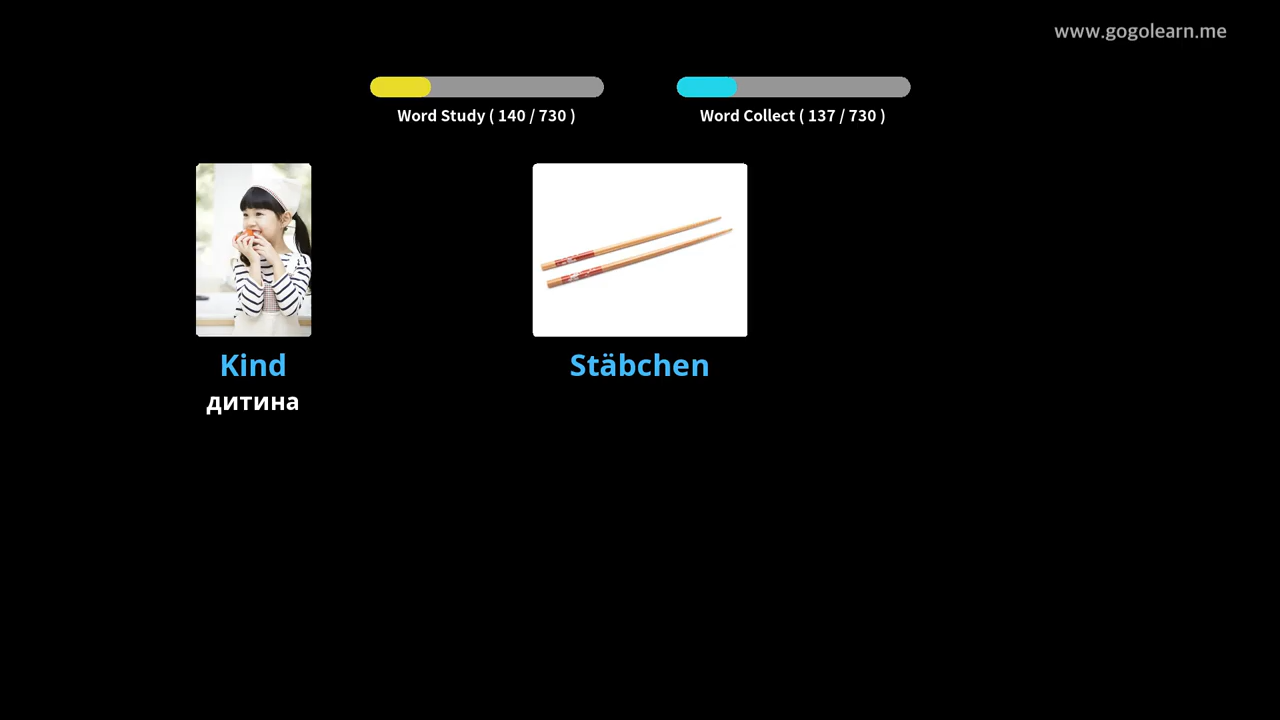 www.gogolearn.me
Word Study ( 140 / 730 )
Word Collect ( 137 / 730 )
Kind
дитина
Stäbchen